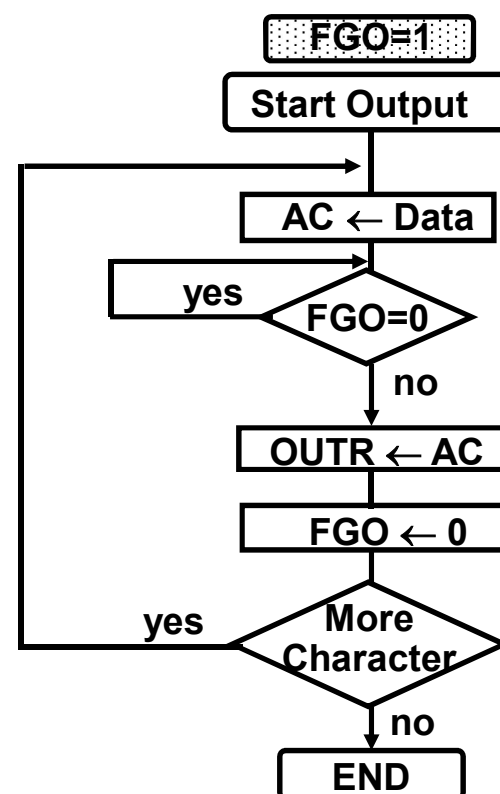 FGO=1
Start Output
AC ← Data
yes
FGO=0
no
OUTR ← AC
FGO ← 0
yes
More
Character
no
END